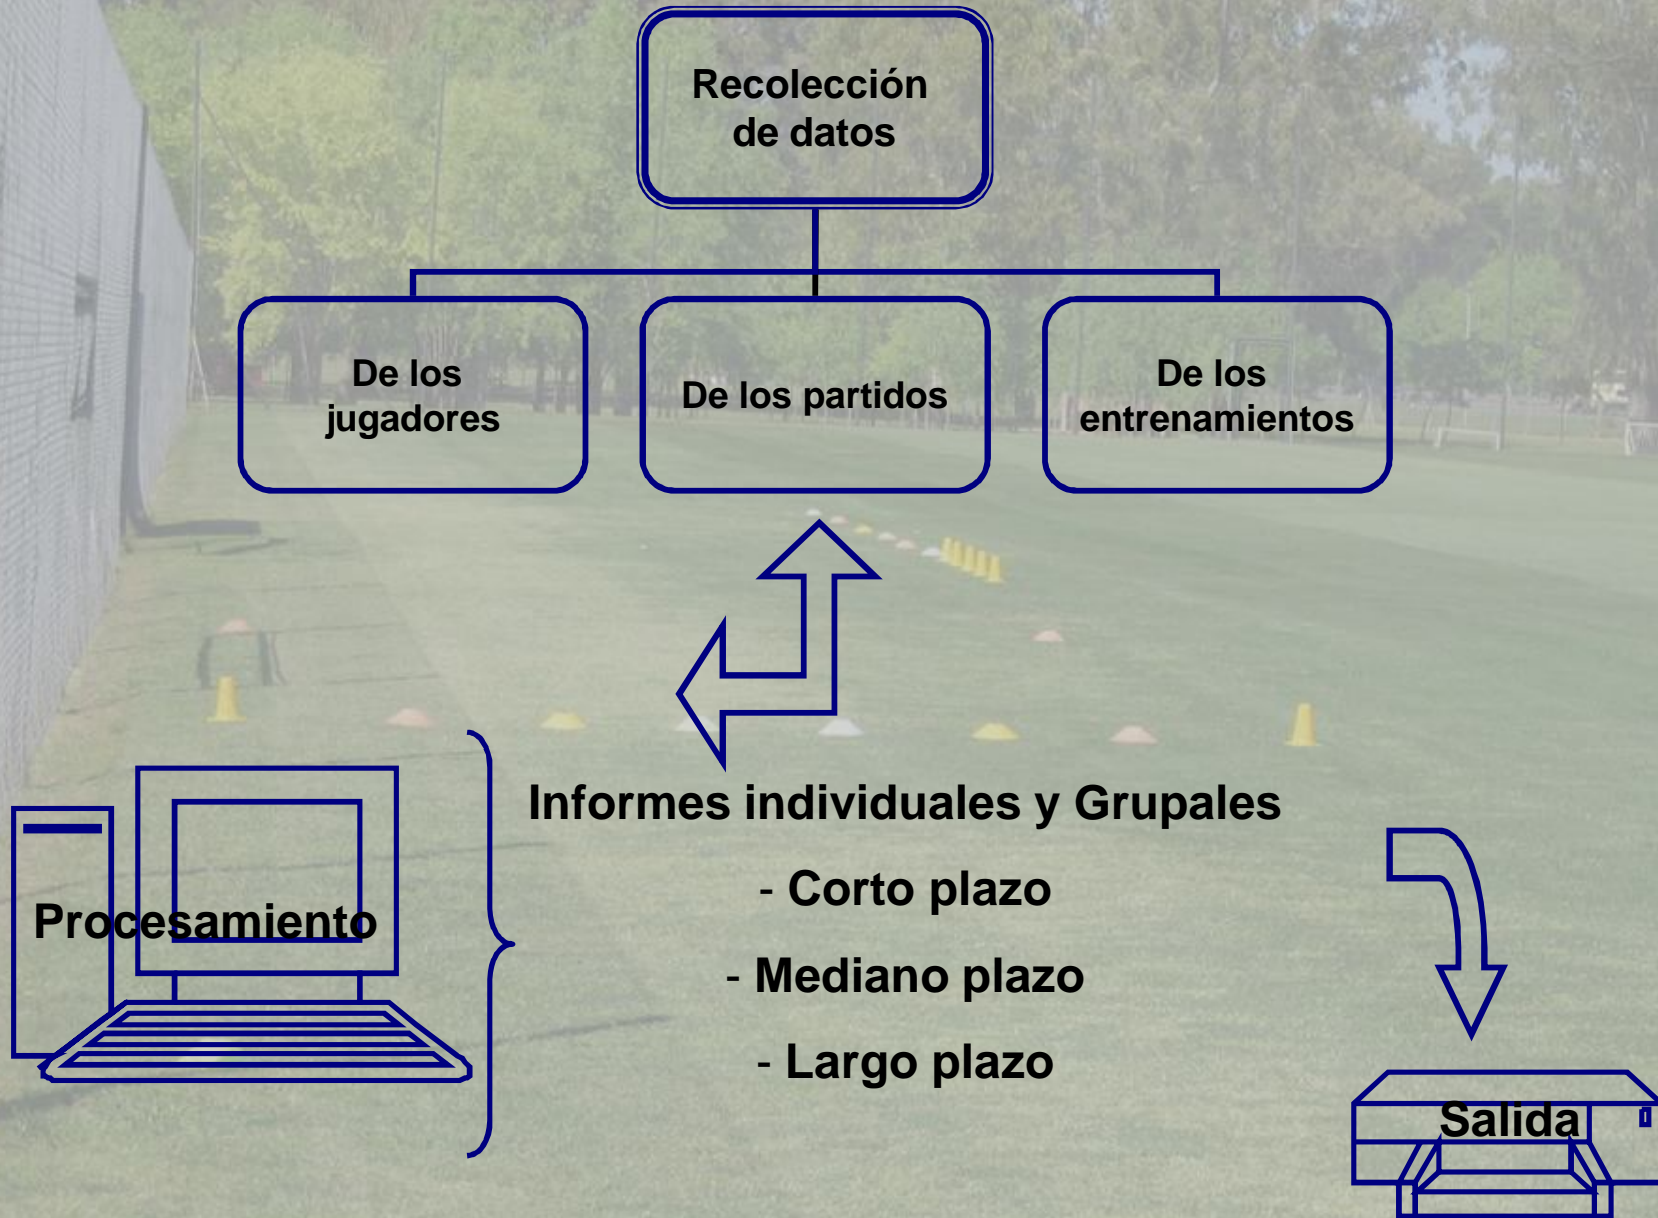 Recolección
de datos
De los
jugadores
De los partidos
De los
entrenamientos
Informes individuales y Grupales
- Corto plazo
Procesamiento
- Mediano plazo
- Largo plazo
Salida